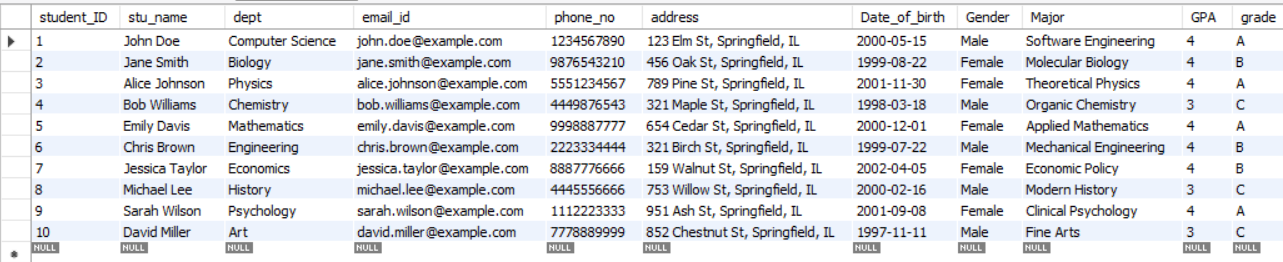 student_ID stu_name dept email_id phone_no address Date_of_birth Gender Major GPA grade
1 John Doe Computer Science john.doe@example.com 1234567890 123 Elm St, Springfield, IL 2000-05-15 Male Software Engineering 4 A
2 Jane Smith Biology jane.smith@example.com 9876543210 456 Oak St, Springfield, IL 1999-08-22 Female Molecular Biology 4 B
3 Alice Johnson Physics alice.johnson@example.com 5551234567 789 Pine St, Springfield, IL 2001-11-30 Female Theoretical Physics 4 A
4 Bob Williams Chemistry bob.williams@example.com 4449876543 321 Maple St, Springfield, IL 1998-03-18 Male Organic Chemistry 3 C
5 Emily Davis Mathematics emily.davis@example.com 9998887777 654 Cedar St, Springfield, IL 2000-12-01 Female Applied Mathematics 4 A
6 Chris Brown Engineering chris.brown@example.com 2223334444 321 Birch St, Springfield, IL 1999-07-22 Male Mechanical Engineering 4 B
7 Jessica Taylor Economics jessica.taylor@example.com 8887776666 159 Walnut St, Springfield, IL 2002-04-05 Female Economic Policy 4 B
8 Michael Lee History michael.lee@example.com 4445556666 753 Willow St, Springfield, IL 2000-02-16 Male Modern History 3 C
9 Sarah Wilson Psychology sarah.wilson@example.com 1112223333 951 Ash St, Springfield, IL 2001-09-08 Female Clinical Psychology 4 A
10 David Miller Art david.miller@example.com 7778889999 852 Chestnut St, Springfield, IL 1997-11-11 Male Fine Arts 3 C
NULL NULL NULL NULL NULL NULL NULL NULL NULL NULL NULL